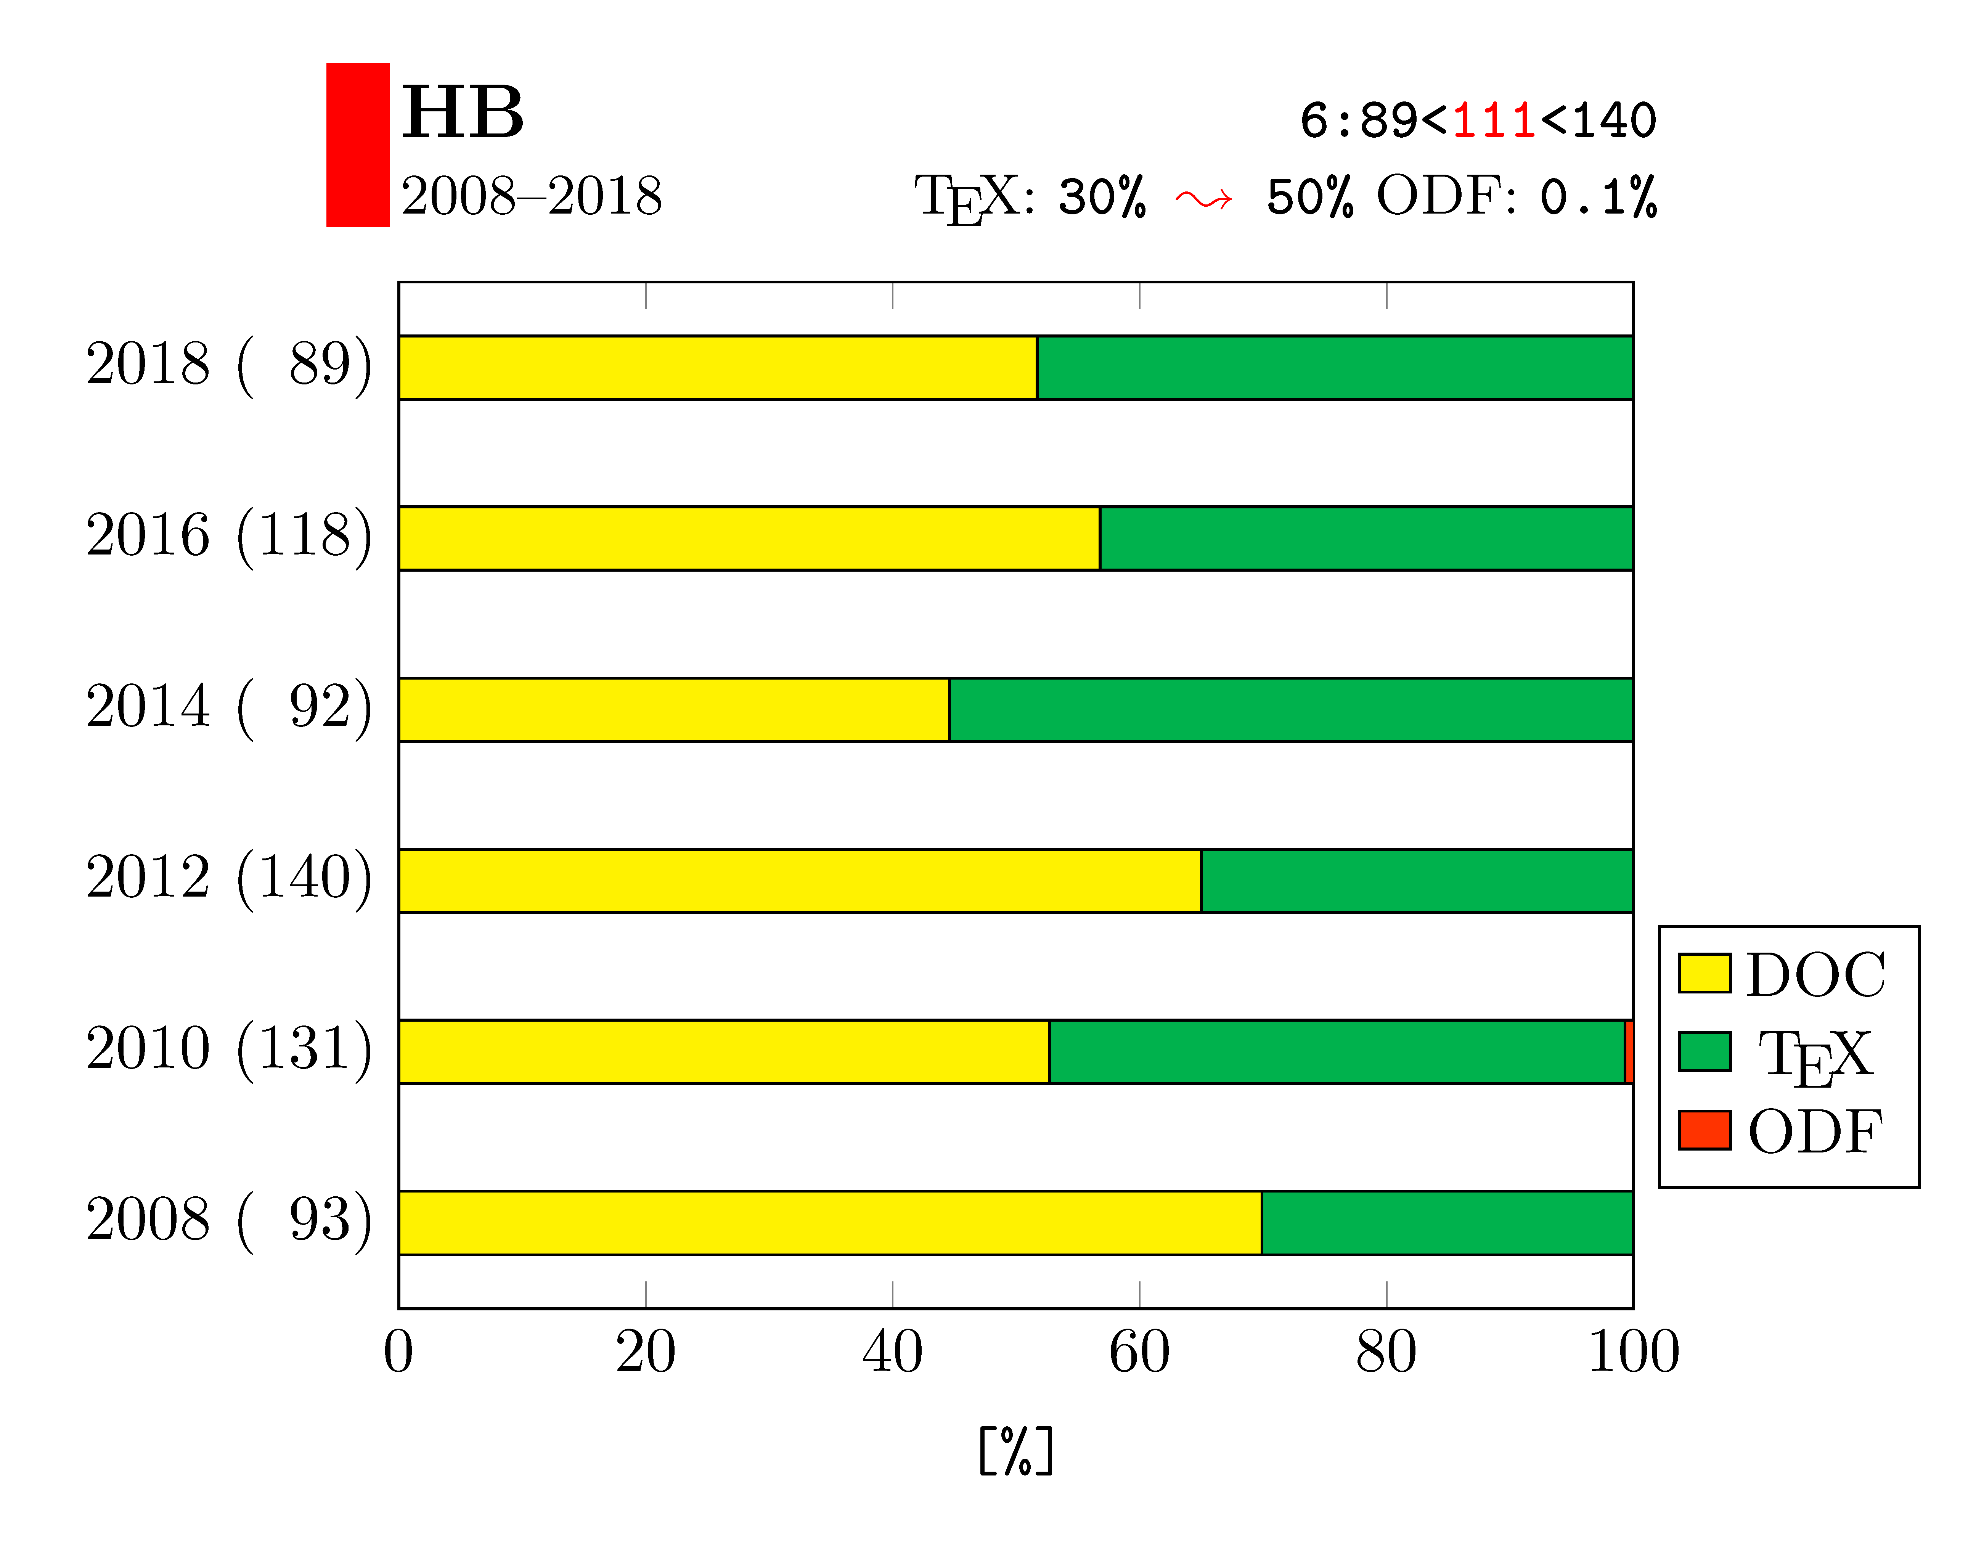 HB
6:89<111<140
2008–2018
TEX: 30% ⇝ 50% ODF: 0.1%
2018 ( 89)
2016 (118)
2014 ( 92)
2012 (140)
2010 (131)
2008 ( 93)
DOC
TEX
ODF
0 20 40 60 80 100
[%]